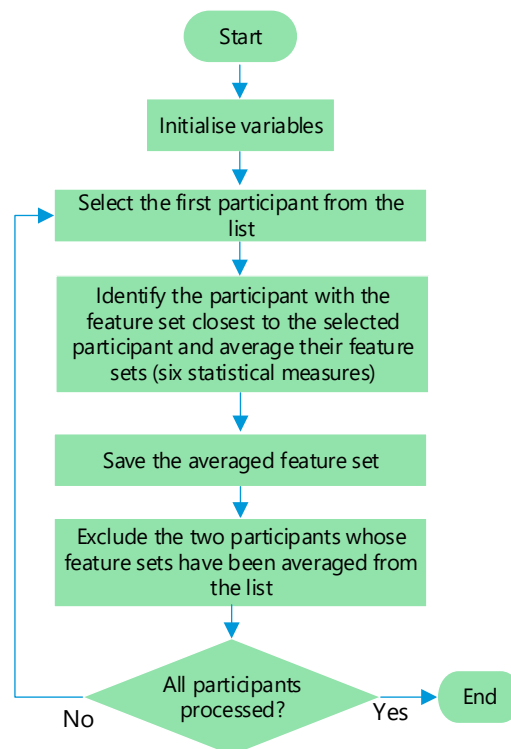 Start
Initialise variables
Select the first participant from the
list
Identify the participant with the
feature set closest to the selected
participant and average their feature
sets (six statistical measures)
Save the averaged feature set
Exclude the two participants whose
feature sets have been averaged from
the list
All participants
processed?
No
Yes
End